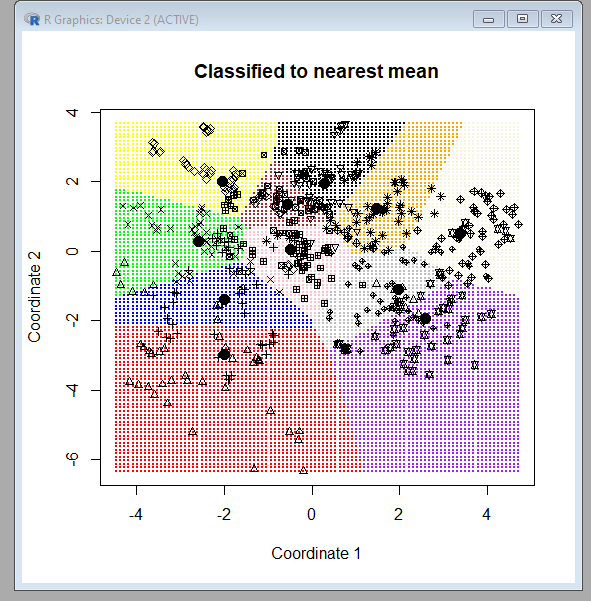 R Graphics: Device 2 (ACTIVE)
Classified to nearest mean
4
2
0
-2
-4
-6
Coordinate 2
-4 -2 0 2 4
Coordinate 1